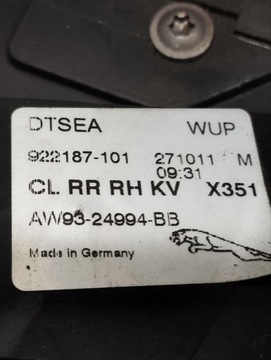 DTSEA WUP
922187-101 271011 M
09:31
CL RR RH KV X351
AW93-24994-BB
Made in Germany